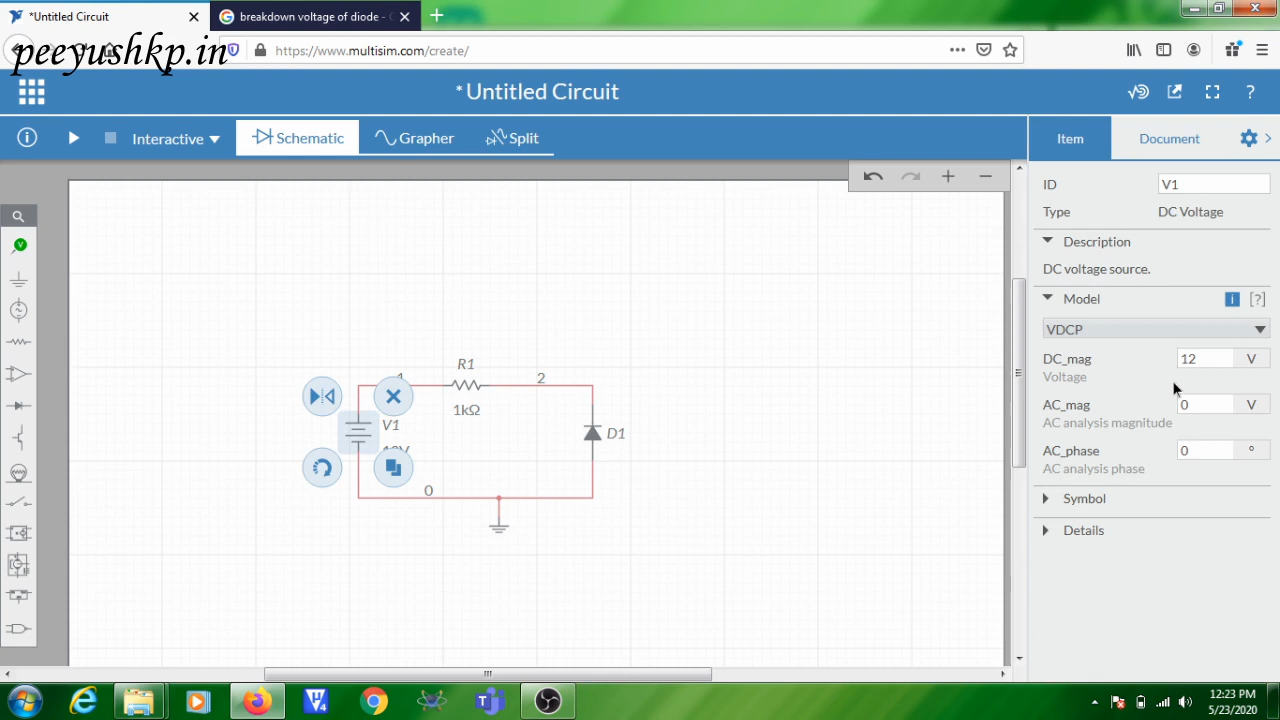 *Untitled Circuit
breakdown voltage of diode -
peeyushkp.in
https://www.multisim.com/create/
*Untitled Circuit
Interactive
Schematic
Grapher
Split
Item
Document
ID
V1
Type
DC Voltage
Description
DC voltage source.
Model
[?]
VDCP
DC_mag
12
V
Voltage
AC_mag
0
V
AC analysis magnitude
AC_phase
0
°
AC analysis phase
Symbol
Details
R1
2
1kΩ
V1
D1
0
12:23 PM
5/23/2020